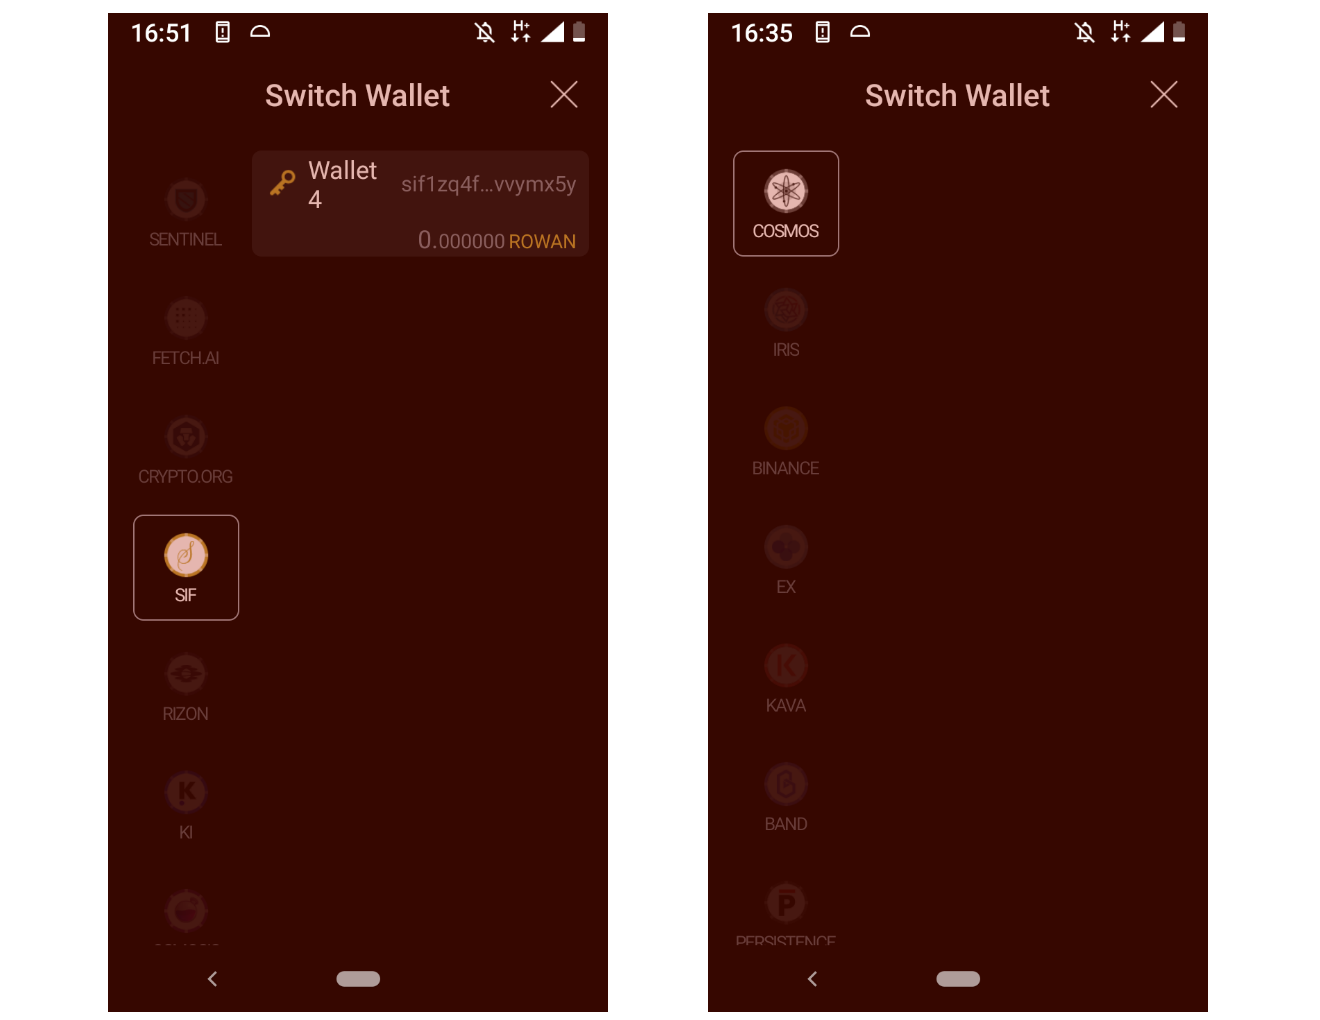 16:51
Switch Wallet
Wallet 4
sif1zq4f...vvymx5y
0.000000 ROWAN
SENTINEL
FETCH.AI
CRYPTO.ORG
SIF
RIZON
KI
16:35
Switch Wallet
COSMOS
IRIS
BINANCE
EX
KAVA
BAND
PERSISTENCE